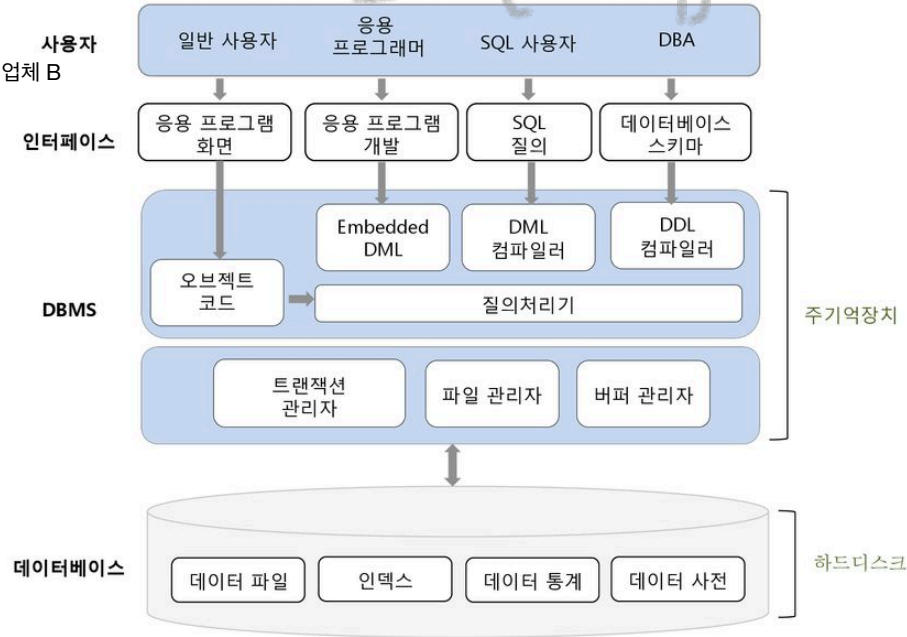 사용자
일반 사용자
응용
프로그래머
SQL 사용자
DBA
업체 B
인터페이스
응용 프로그램
화면
응용 프로그램
개발
SQL
질의
데이터베이스
스키마
DBMS
Embedded
DML
DML
컴파일러
DDL
컴파일러
오브젝트
코드
질의처리기
주기억장치
트랜잭션
관리자
파일 관리자
버퍼 관리자
데이터베이스
데이터 파일
인덱스
데이터 통계
데이터 사전
하드디스크